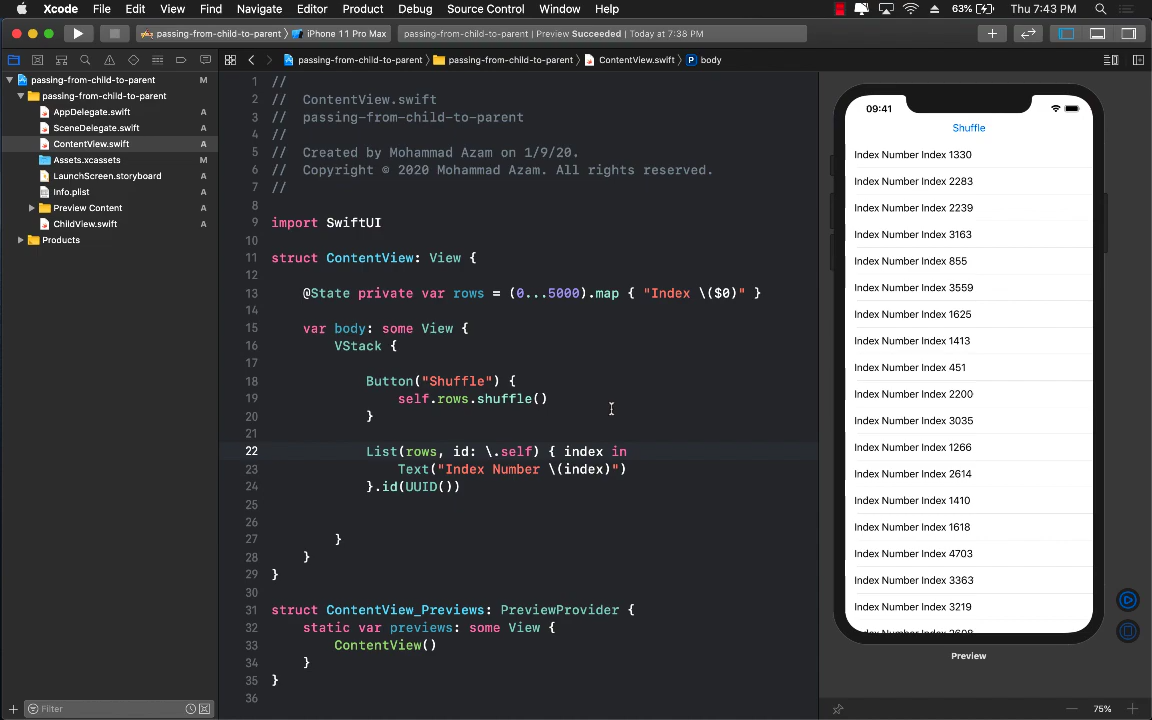 Xcode File Edit View Find Navigate Editor Product Debug Source Control Window Help 63% Thu 7:43 PM
passing-from-child-to-parent iPhone 11 Pro Max passing-from-child-to-parent | Preview Succeeded | Today at 7:38 PM
passing-from-child-to-parent passing-from-child-to-parent ContentView.swift P body
passing-from-child-to-parent M
passing-from-child-to-parent
AppDelegate.swift A
SceneDelegate.swift A
ContentView.swift A
Assets.xcassets M
LaunchScreen.storyboard A
Info.plist A
Preview Content A
ChildView.swift A
Products
Filter
1 //
2 // ContentView.swift
3 // passing-from-child-to-parent
4 //
5 // Created by Mohammad Azam on 1/9/20.
6 // Copyright © 2020 Mohammad Azam. All rights reserved.
7 //
8
9 import SwiftUI
10
11 struct ContentView: View {
12
13 @State private var rows = (0...5000).map { "Index \($0)" }
14
15 var body: some View {
16 VStack {
17
18 Button("Shuffle") {
19 self.rows.shuffle()
20 }
21
22 List(rows, id: \.self) { index in
23 Text("Index Number \(index)")
24 }.id(UUID())
25
26
27 }
28 }
29 }
30
31 struct ContentView_Previews: PreviewProvider {
32 static var previews: some View {
33 ContentView()
34 }
35 }
36
09:41
Shuffle
Index Number Index 1330
Index Number Index 2283
Index Number Index 2239
Index Number Index 3163
Index Number Index 855
Index Number Index 3559
Index Number Index 1625
Index Number Index 1413
Index Number Index 451
Index Number Index 2200
Index Number Index 3035
Index Number Index 1266
Index Number Index 2614
Index Number Index 1410
Index Number Index 1618
Index Number Index 4703
Index Number Index 3363
Index Number Index 3219
Index Number Index
Preview
75%